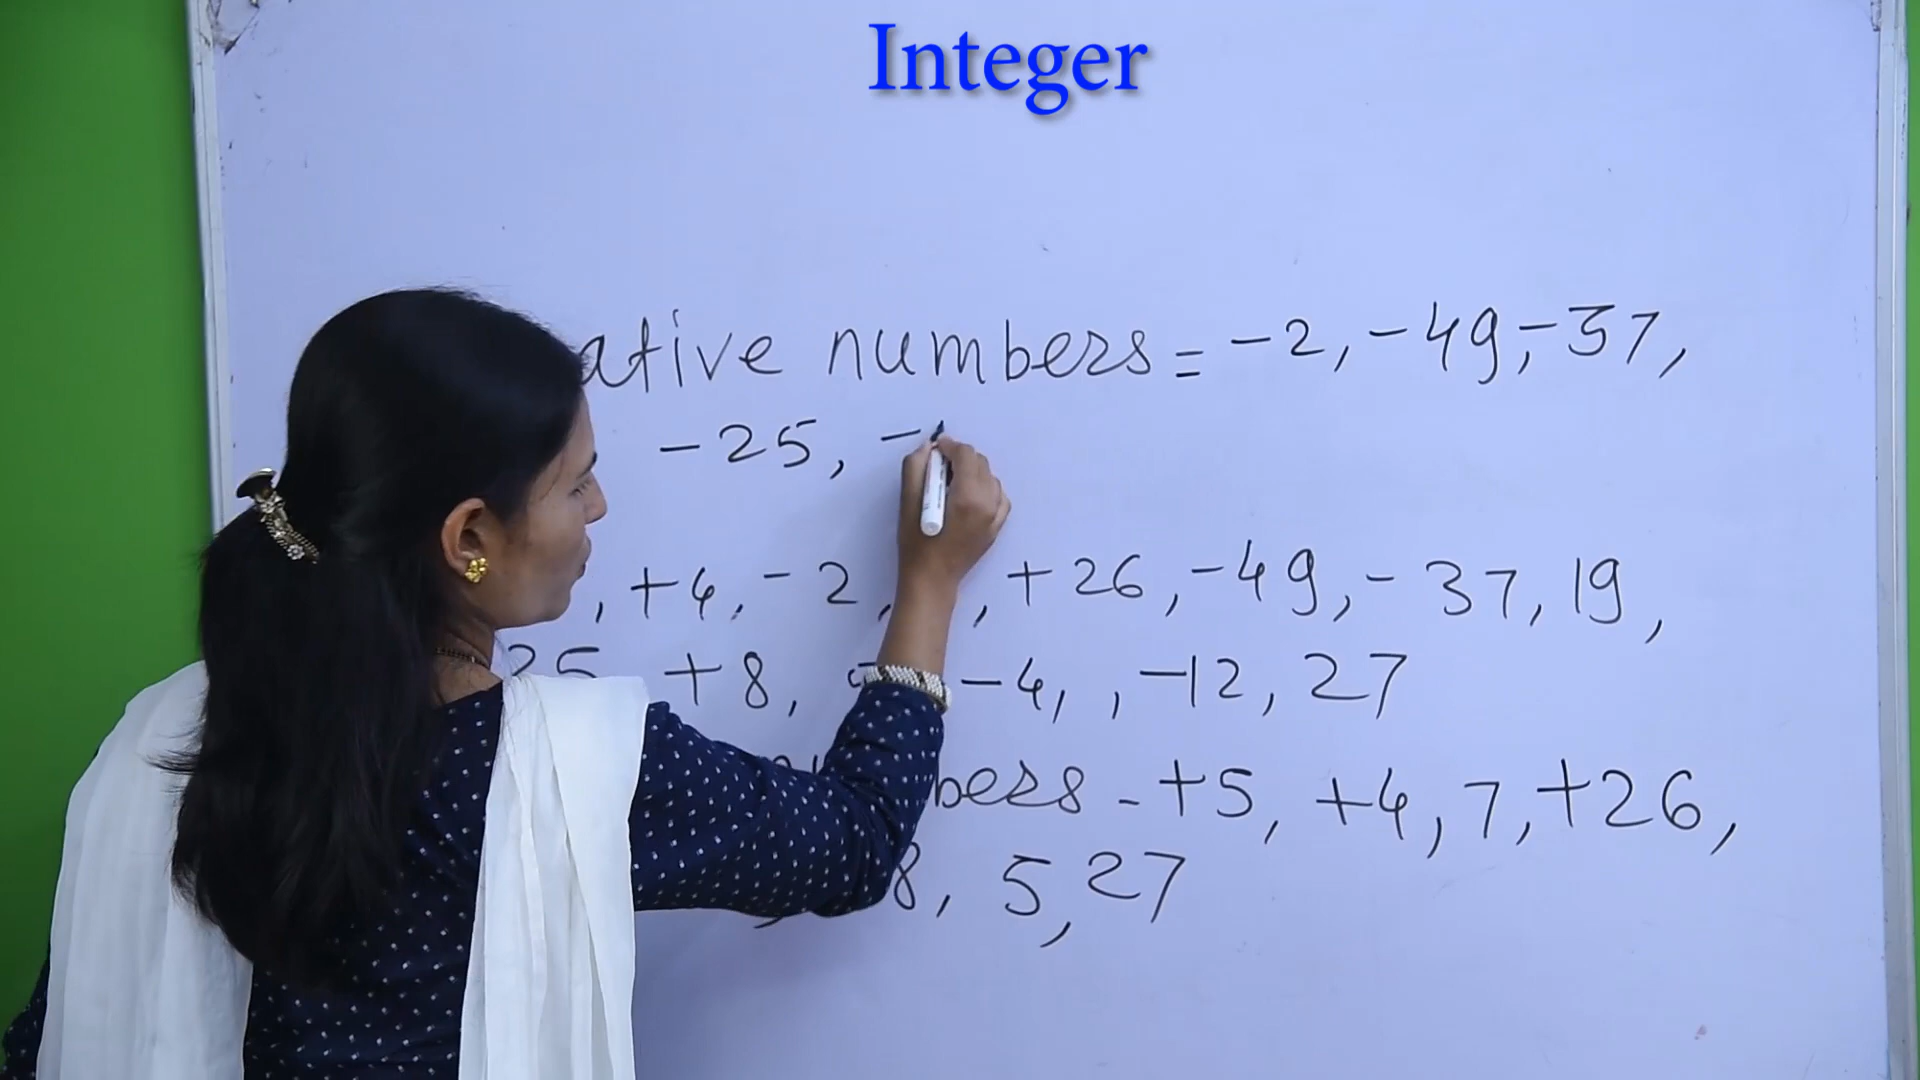 Integer
ative numbers = -2, -49, -37,
-25, -
, +4, -2, , +26, -49, -37, 19,
25, +8, -4, , -12, 27
bers - +5, +4, 7, +26,
8, 5, 27